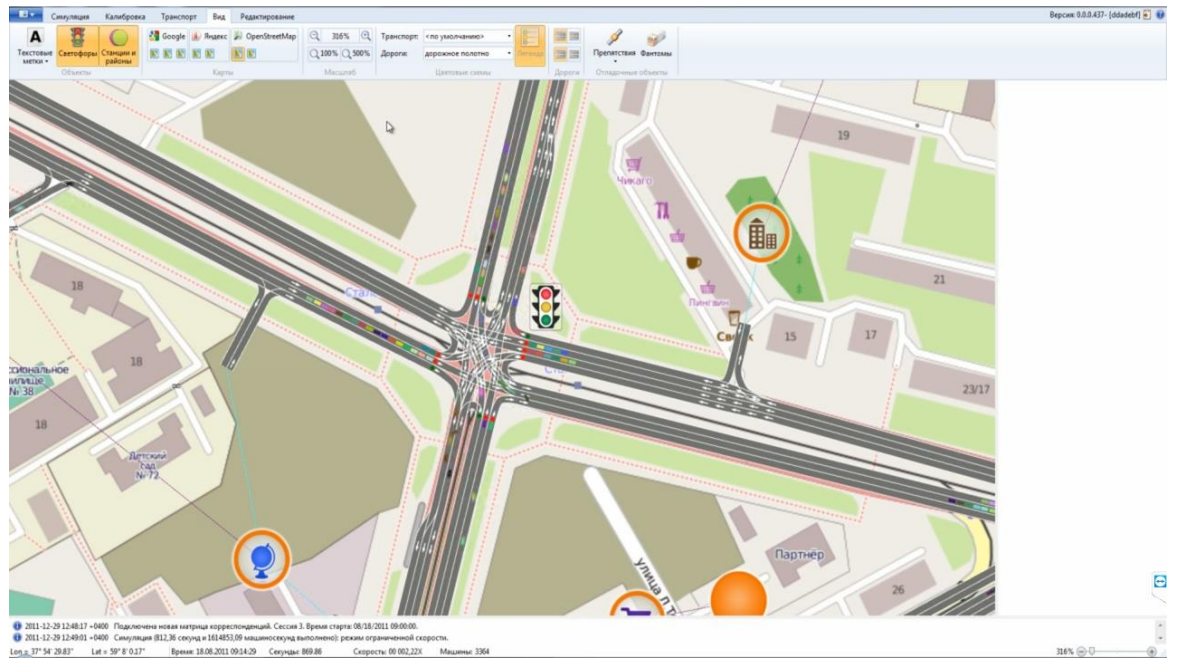 Симуляция Калибровка Транспорт Вид Редактирование
Версия: 0.0.0.437- [ddadebf]
Текстовые метки
Светофоры
Станции и районы
Объекты
Google Яндекс OpenStreetMap
Карты
316%
100% 500%
Масштаб
Транспорт: <по умолчанию>
Дороги: дорожное полотно
Легенда
Цветовые схемы
Дороги
Препятствия Фантомы
Отладочные объекты
19
Чикаго
21
Пингвин
15
17
23/17
18
18
18
№ 38
Детский
сад
№ 72
Партнёр
26
улица
2011-12-29 12:48:17 +0400 Подключена новая матрица корреспонденций. Сессия 3. Время старта: 08/18/2011 09:00:00.
2011-12-29 12:49:01 +0400 Симуляция (812,36 секунд и 1614853,09 машиносекунд выполнено): режим ограниченной скорости.
Lon = 37° 54' 29.83" Lat = 59° 8' 0.17" Время: 18.08.2011 09:14:29 Секунды: 869.86 Скорость: 00 002,22X Машины: 3364 316%